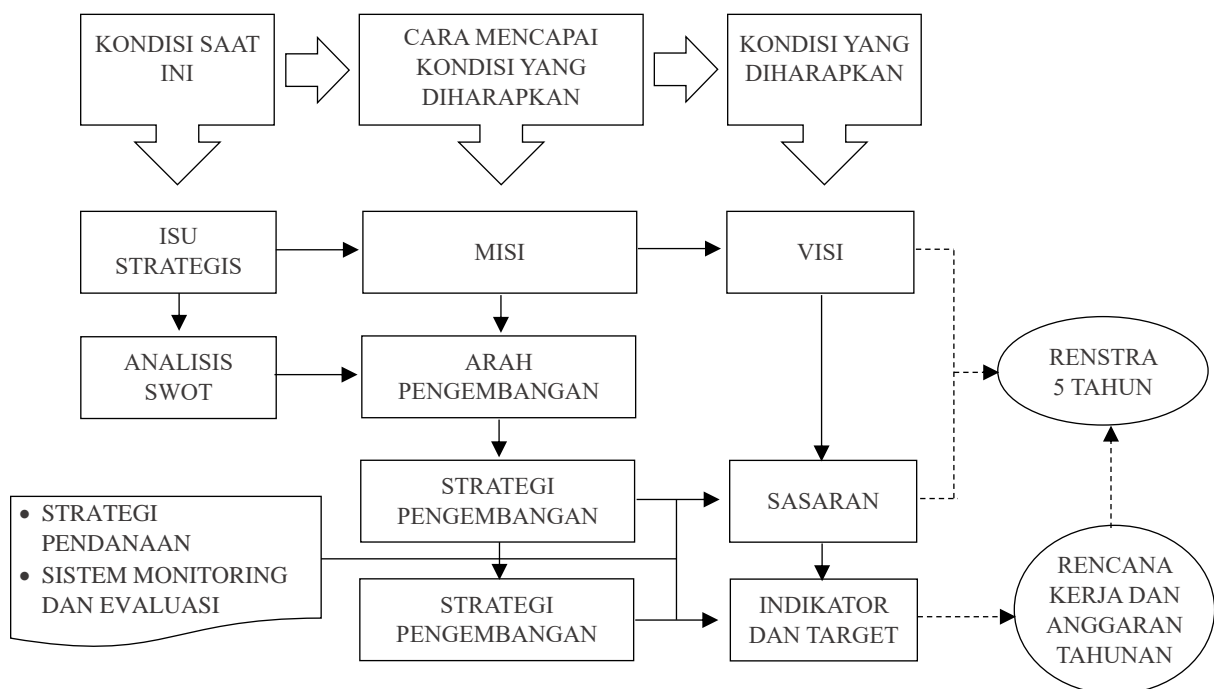 KONDISI SAAT
INI
CARA MENCAPAI
KONDISI YANG
DIHARAPKAN
KONDISI YANG
DIHARAPKAN
ISU
STRATEGIS
MISI
VISI
ANALISIS
SWOT
ARAH
PENGEMBANGAN
RENSTRA
5 TAHUN
STRATEGI
PENGEMBANGAN
SASARAN
• STRATEGI
PENDANAAN
• SISTEM MONITORING
DAN EVALUASI
STRATEGI
PENGEMBANGAN
INDIKATOR
DAN TARGET
RENCANA
KERJA DAN
ANGGARAN
TAHUNAN